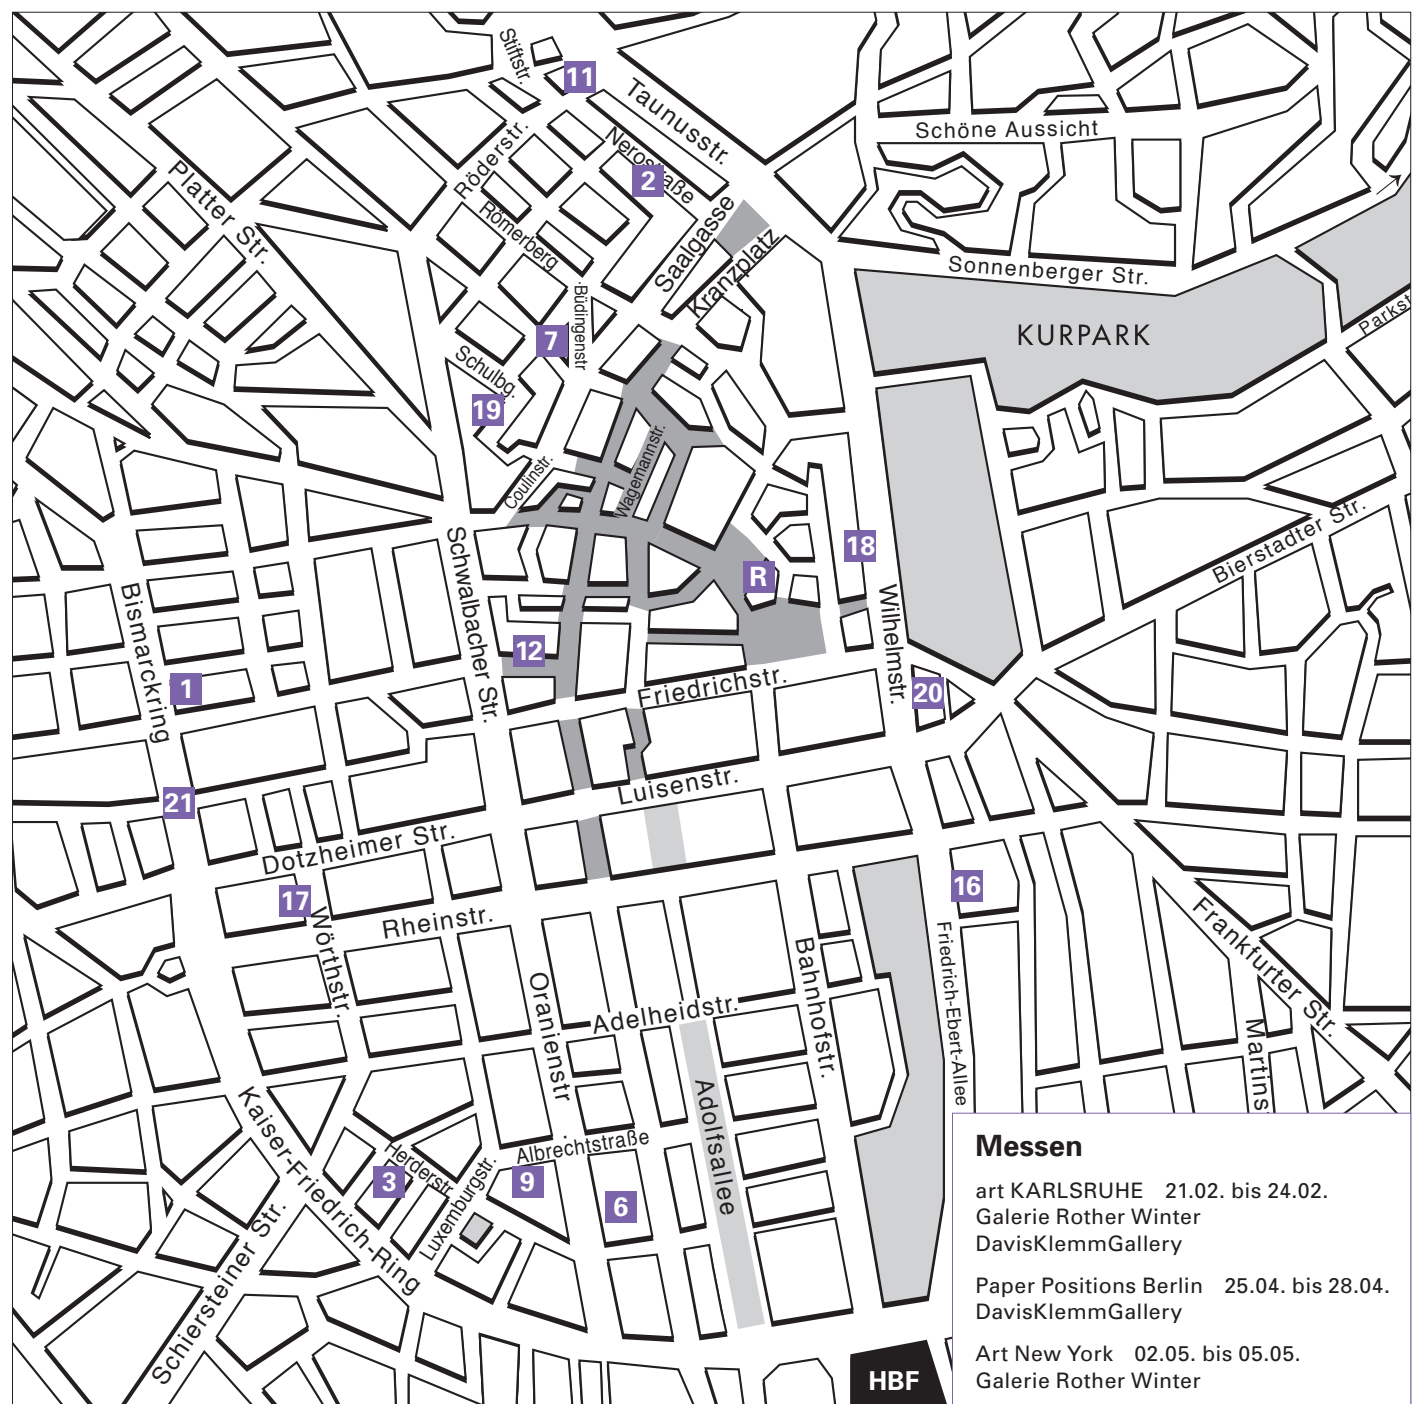 Stiftstr.
11
Taunusstr.
Schöne Aussicht
Röderstr.
Nerostraße
2
Platter Str.
Römerberg
Saalgasse
Kranzplatz
Sonnenberger Str.
Büdingenstr
Parkst
KURPARK
7
Schulbg.
19
Wagemannstr.
Coulinstr.
18
Bierstadter Str.
Schwalbacher Str.
R
Bismarckring
Wilhelmstr.
12
1
Friedrichstr.
20
Luisenstr.
21
Dotzheimer Str.
17
16
Rheinstr.
Wörthstr.
Frankfurter Str.
Friedrich-Ebert-Allee
Bahnhofstr.
Oranienstr.
Adelheidstr.
Martins
Adolfsallee
Kaiser-Friedrich-Ring
Albrechtstraße
Herderstr.
3
9
6
Luxemburgstr.
Schiersteiner Str.
HBF
Messen
art KARLSRUHE 21.02. bis 24.02.
Galerie Rother Winter
DavisKlemmGallery
Paper Positions Berlin 25.04. bis 28.04.
DavisKlemmGallery
Art New York 02.05. bis 05.05.
Galerie Rother Winter